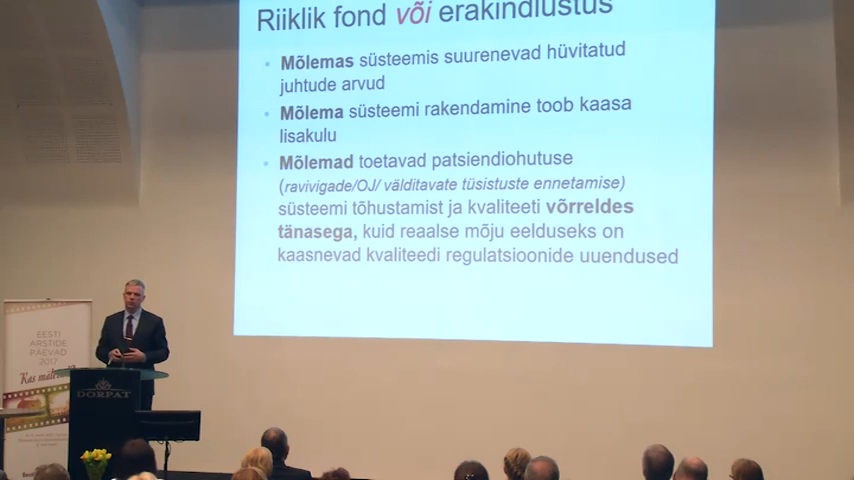 Riiklik fond või erakindlustus
Mõlemas süsteemis suurenevad hüvitatud
juhtude arvud
Mõlema süsteemi rakendamine toob kaasa
lisakulu
Mõlemad toetavad patsiendiohutuse
(ravivigade/OJ/ välditavate tüsistuste ennetamise)
süsteemi tõhustamist ja kvaliteeti võrreldes
tänasega, kuid reaalse mõju eelduseks on
kaasnevad kvaliteedi regulatsioonide uuendused
EESTI
ARSTIDE
PÄEVAD
2017
DORPAT